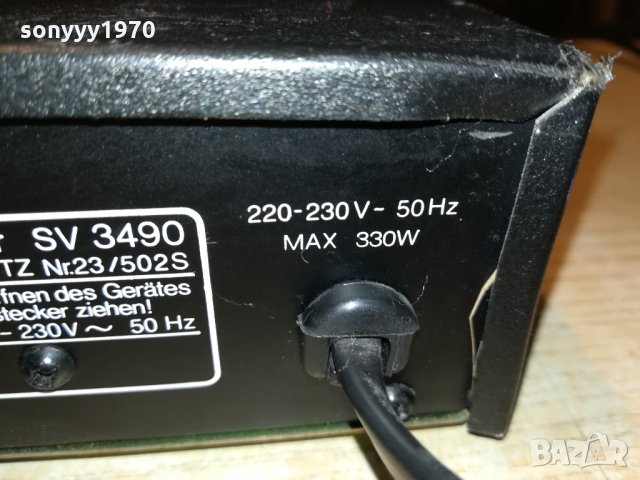 sonyyy1970
220-230V~ 50Hz
MAX 330W
SV 3490
TZ Nr.23/502S
ffnen des Gerätes
stecker ziehen!
- 230V ~ 50 Hz
BAZAR